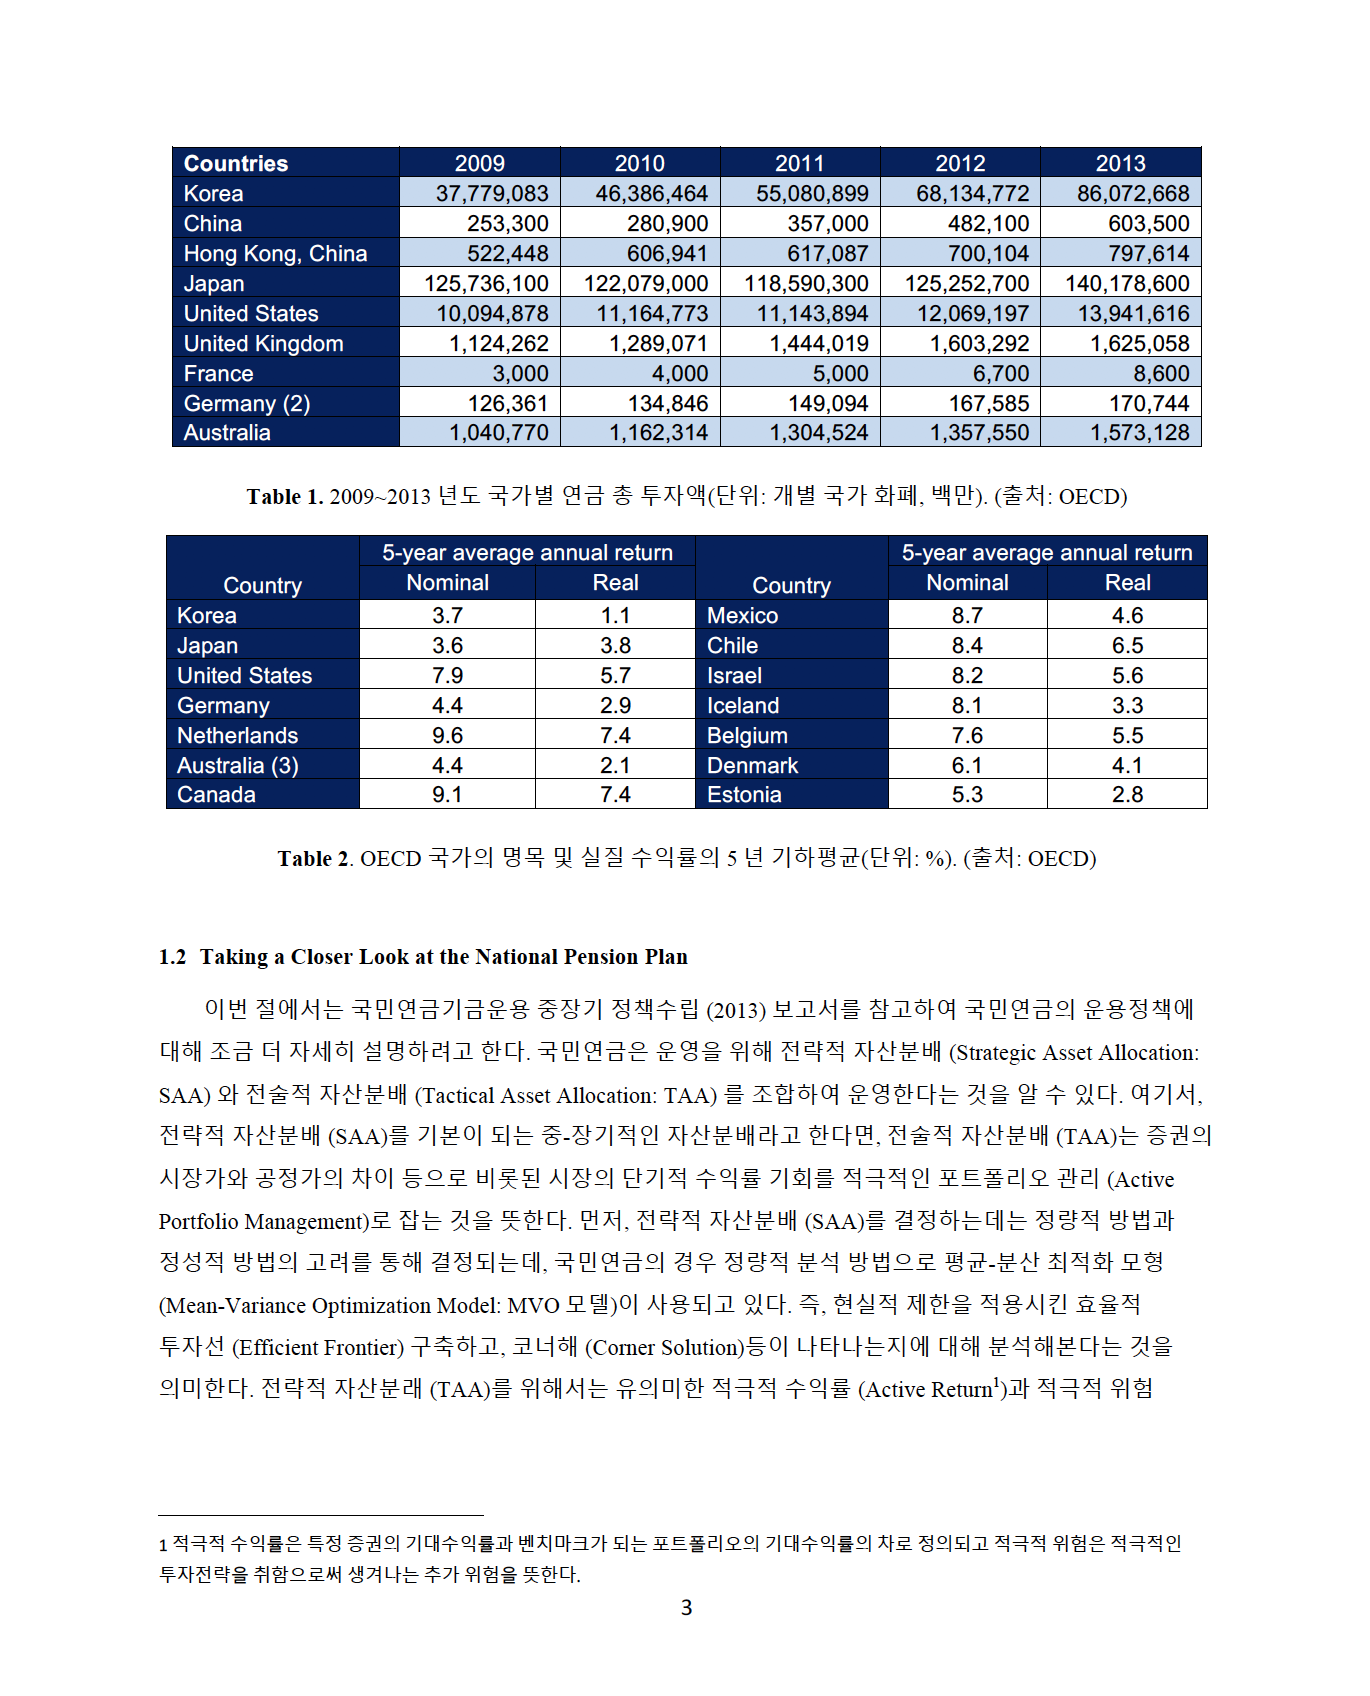 Countries 2009 2010 2011 2012 2013
Korea 37,779,083 46,386,464 55,080,899 68,134,772 86,072,668
China 253,300 280,900 357,000 482,100 603,500
Hong Kong, China 522,448 606,941 617,087 700,104 797,614
Japan 125,736,100 122,079,000 118,590,300 125,252,700 140,178,600
United States 10,094,878 11,164,773 11,143,894 12,069,197 13,941,616
United Kingdom 1,124,262 1,289,071 1,444,019 1,603,292 1,625,058
France 3,000 4,000 5,000 6,700 8,600
Germany (2) 126,361 134,846 149,094 167,585 170,744
Australia 1,040,770 1,162,314 1,304,524 1,357,550 1,573,128
Table 1. 2009~2013 년도 국가별 연금 총 투자액(단위: 개별 국가 화폐, 백만). (출처: OECD)
5-year average annual return 5-year average annual return
Country Nominal Real Country Nominal Real
Korea 3.7 1.1 Mexico 8.7 4.6
Japan 3.6 3.8 Chile 8.4 6.5
United States 7.9 5.7 Israel 8.2 5.6
Germany 4.4 2.9 Iceland 8.1 3.3
Netherlands 9.6 7.4 Belgium 7.6 5.5
Australia (3) 4.4 2.1 Denmark 6.1 4.1
Canada 9.1 7.4 Estonia 5.3 2.8
Table 2. OECD 국가의 명목 및 실질 수익률의 5 년 기하평균(단위: %). (출처: OECD)
1.2 Taking a Closer Look at the National Pension Plan
이번 절에서는 국민연금기금운용 중장기 정책수립 (2013) 보고서를 참고하여 국민연금의 운용정책에
대해 조금 더 자세히 설명하려고 한다. 국민연금은 운영을 위해 전략적 자산분배 (Strategic Asset Allocation:
SAA) 와 전술적 자산분배 (Tactical Asset Allocation: TAA) 를 조합하여 운영한다는 것을 알 수 있다. 여기서,
전략적 자산분배 (SAA)를 기본이 되는 중-장기적인 자산분배라고 한다면, 전술적 자산분배 (TAA)는 증권의
시장가와 공정가의 차이 등으로 비롯된 시장의 단기적 수익률 기회를 적극적인 포트폴리오 관리 (Active
Portfolio Management)로 잡는 것을 뜻한다. 먼저, 전략적 자산분배 (SAA)를 결정하는데는 정량적 방법과
정성적 방법의 고려를 통해 결정되는데, 국민연금의 경우 정량적 분석 방법으로 평균-분산 최적화 모형
(Mean-Variance Optimization Model: MVO 모델)이 사용되고 있다. 즉, 현실적 제한을 적용시킨 효율적
투자선 (Efficient Frontier) 구축하고, 코너해 (Corner Solution)등이 나타나는지에 대해 분석해본다는 것을
의미한다. 전략적 자산분래 (TAA)를 위해서는 유의미한 적극적 수익률 (Active Return1)과 적극적 위험
1 적극적 수익률은 특정 증권의 기대수익률과 벤치마크가 되는 포트폴리오의 기대수익률의 차로 정의되고 적극적 위험은 적극적인
투자전략을 취함으로써 생겨나는 추가 위험을 뜻한다.
3